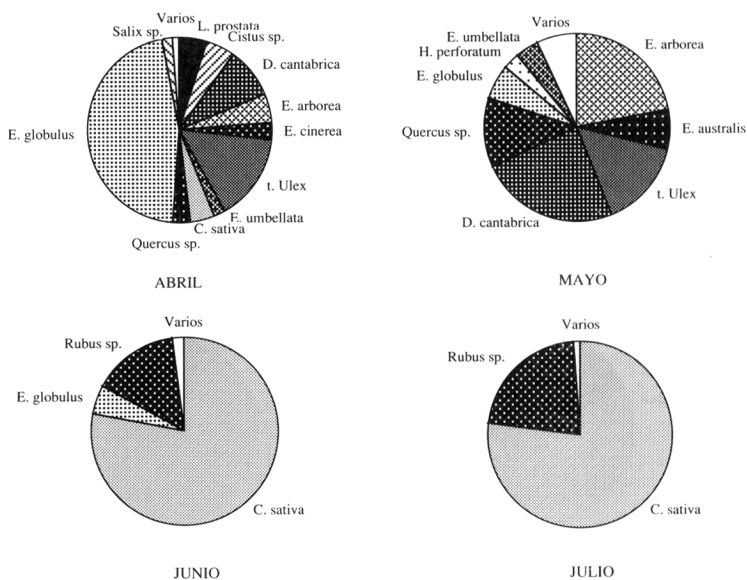 Varios
L. prostata
Salix sp.
Cistus sp.
D. cantabrica
E. arborea
E. globulus
E. cinerea
t. Ulex
E. umbellata
C. sativa
Quercus sp.
ABRIL
Varios
E. umbellata
E. arborea
H. perforatum
E. globulus
Quercus sp.
E. australis
t. Ulex
D. cantabrica
MAYO
Varios
Rubus sp.
E. globulus
C. sativa
JUNIO
Varios
Rubus sp.
C. sativa
JULIO